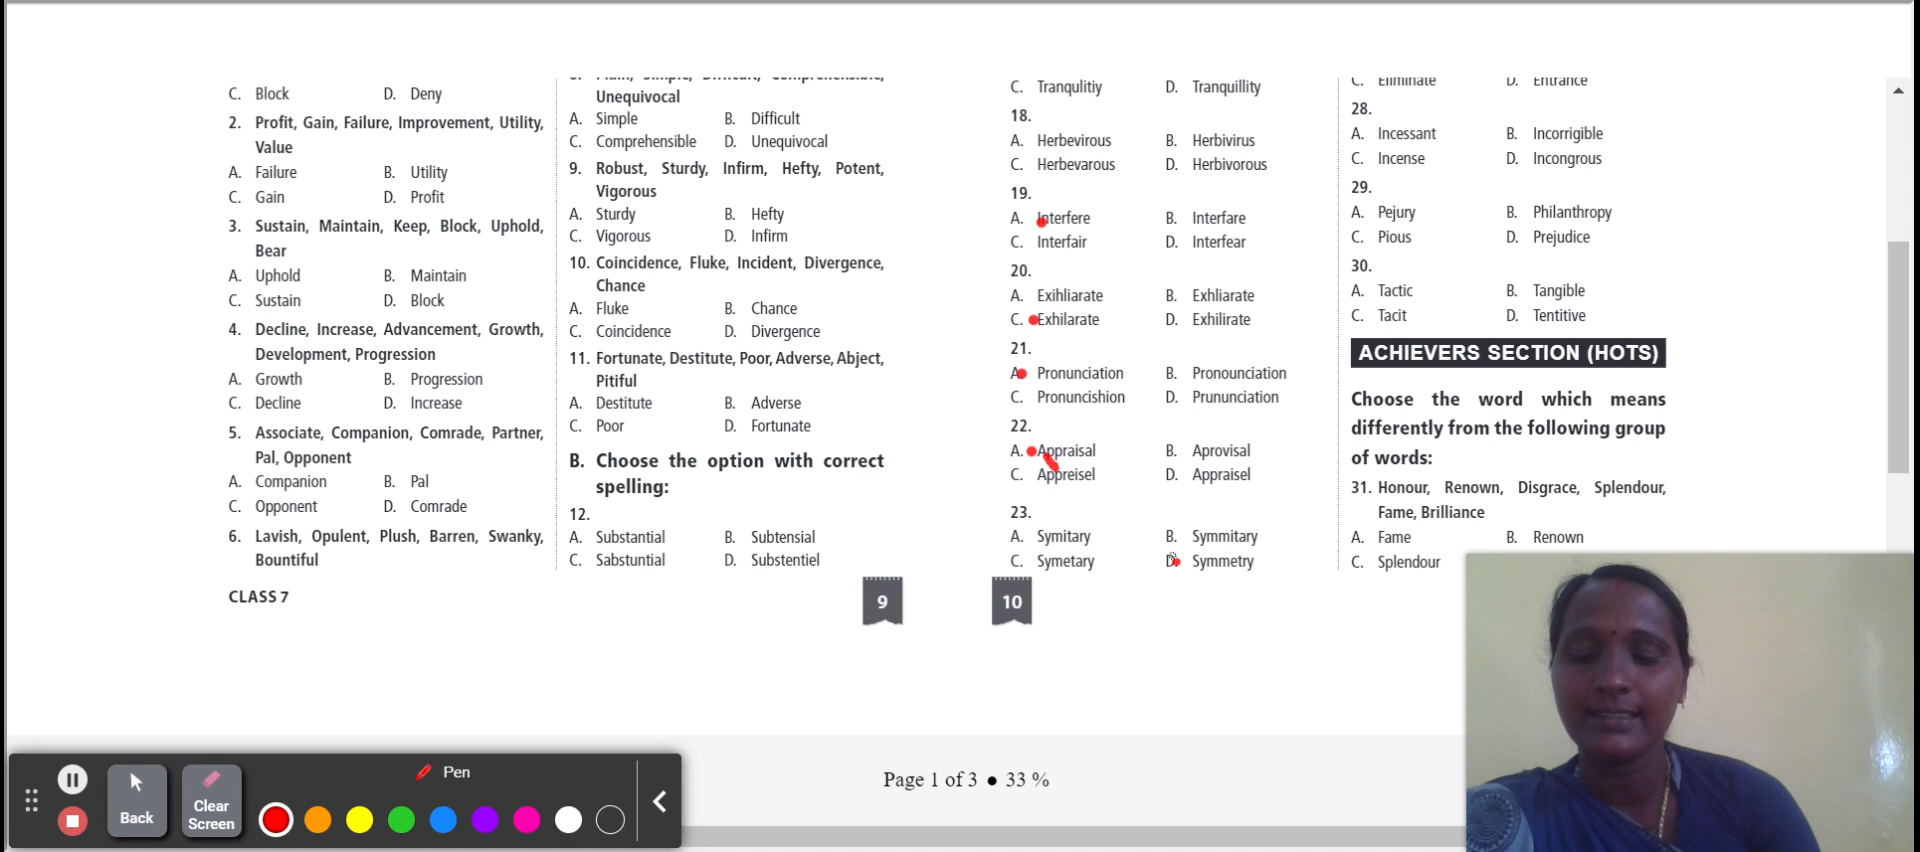 C. Block D. Deny
2. Profit, Gain, Failure, Improvement, Utility,
Value
A. Failure B. Utility
C. Gain D. Profit
3. Sustain, Maintain, Keep, Block, Uphold,
Bear
A. Uphold B. Maintain
C. Sustain D. Block
4. Decline, Increase, Advancement, Growth,
Development, Progression
A. Growth B. Progression
C. Decline D. Increase
5. Associate, Companion, Comrade, Partner,
Pal, Opponent
A. Companion B. Pal
C. Opponent D. Comrade
6. Lavish, Opulent, Plush, Barren, Swanky,
Bountiful
CLASS 7
8. Plain, Simple, Difficult, Comprehensible,
Unequivocal
A. Simple B. Difficult
C. Comprehensible D. Unequivocal
9. Robust, Sturdy, Infirm, Hefty, Potent,
Vigorous
A. Sturdy B. Hefty
C. Vigorous D. Infirm
10. Coincidence, Fluke, Incident, Divergence,
Chance
A. Fluke B. Chance
C. Coincidence D. Divergence
11. Fortunate, Destitute, Poor, Adverse, Abject,
Pitiful
A. Destitute B. Adverse
C. Poor D. Fortunate
B. Choose the option with correct
spelling:
12.
A. Substantial B. Subtensial
C. Sabstuntial D. Substentiel
9
C. Tranqulitiy D. Tranquillity
18.
A. Herbevirous B. Herbivirus
C. Herbevarous D. Herbivorous
19.
A. Interfere B. Interfare
C. Interfair D. Interfear
20.
A. Exihliarate B. Exhliarate
C. Exhilarate D. Exhilirate
21.
A. Pronunciation B. Pronounciation
C. Pronuncishion D. Prununciation
22.
A. Appraisal B. Aprovisal
C. Appreisel D. Appraisel
23.
A. Symitary B. Symmitary
C. Symetary D. Symmetry
10
C. Eliminate D. Entrance
28.
A. Incessant B. Incorrigible
C. Incense D. Incongrous
29.
A. Pejury B. Philanthropy
C. Pious D. Prejudice
30.
A. Tactic B. Tangible
C. Tacit D. Tentitive
ACHIEVERS SECTION (HOTS)
Choose the word which means
differently from the following group
of words:
31. Honour, Renown, Disgrace, Splendour,
Fame, Brilliance
A. Fame B. Renown
C. Splendour
Back
Clear
Screen
Pen
Page 1 of 3 ● 33 %